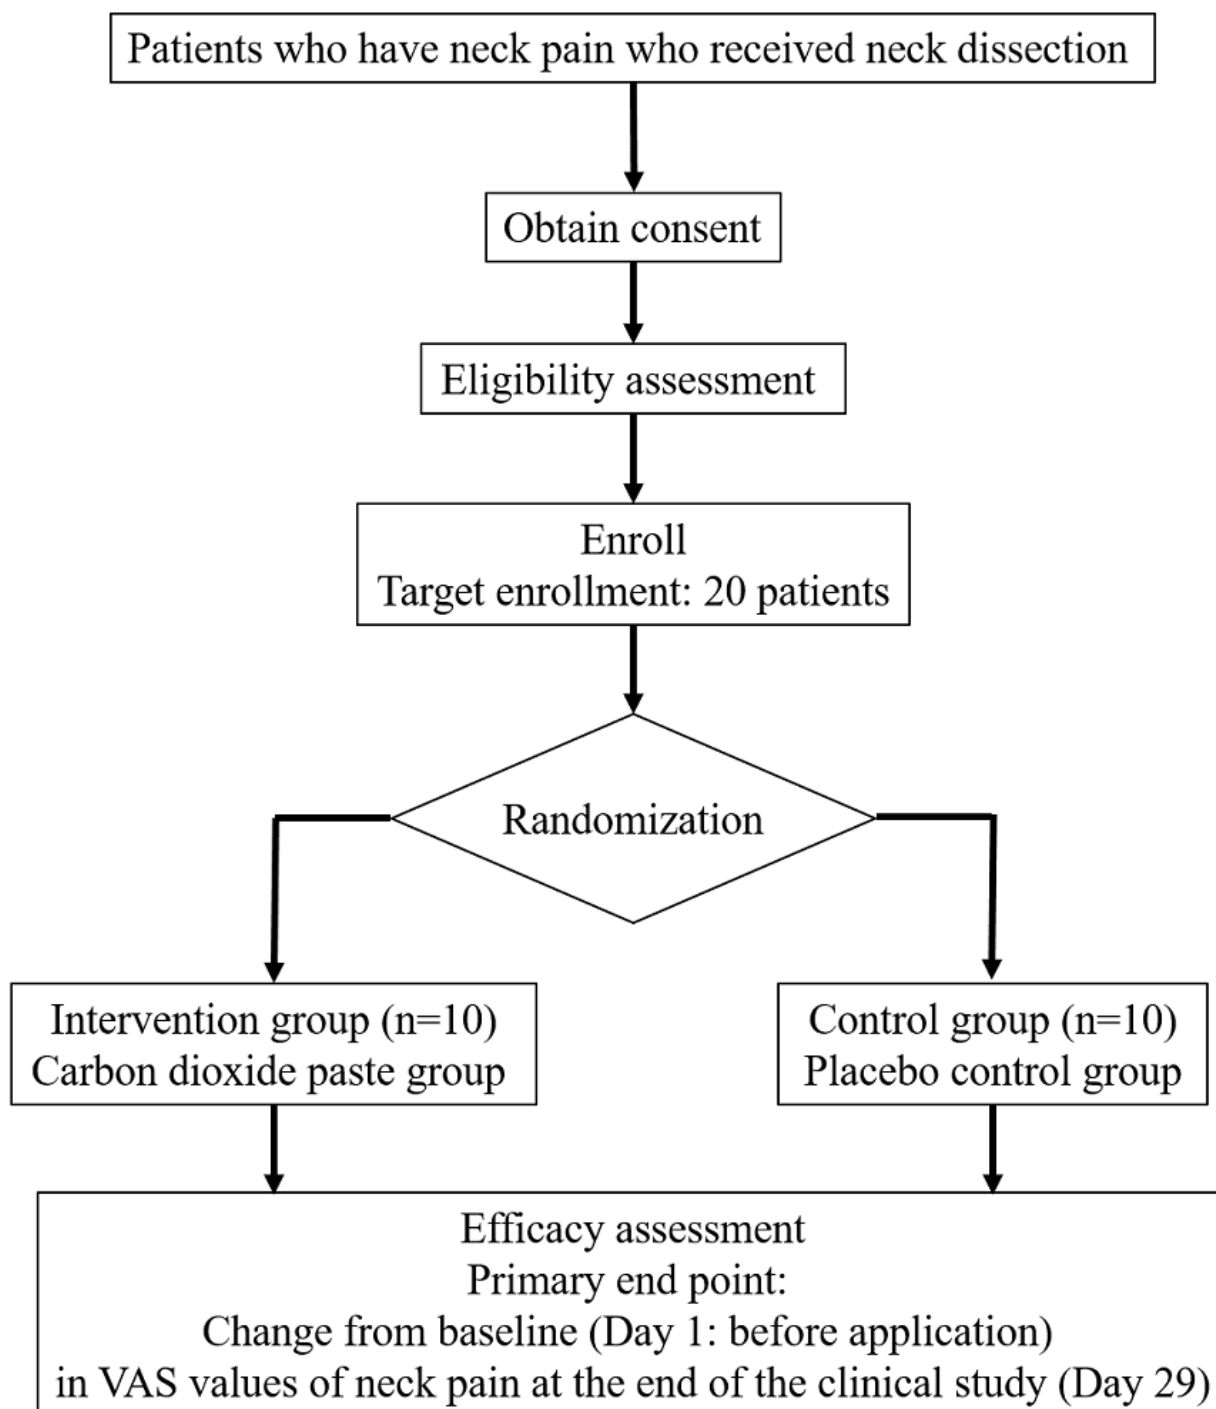 Patients who have neck pain who received neck dissection
Obtain consent
Eligibility assessment
Enroll
Target enrollment: 20 patients
Randomization
Intervention group (n=10)
Carbon dioxide paste group
Control group (n=10)
Placebo control group
Efficacy assessment
Primary end point:
Change from baseline (Day 1: before application)
in VAS values of neck pain at the end of the clinical study (Day 29)